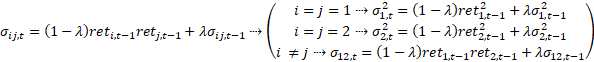 σ_{ij,t} = (1 − λ)ret_{i,t−1}ret_{j,t−1} + λσ_{ij,t−1} ⇢ ( i = j = 1 ⇢ σ²_{1,t} = (1 − λ)ret²_{1,t−1} + λσ²_{1,t−1}
i = j = 2 ⇢ σ²_{2,t} = (1 − λ)ret²_{2,t−1} + λσ²_{2,t−1}
i ≠ j ⇢ σ_{12,t} = (1 − λ)ret_{1,t−1}ret_{2,t−1} + λσ_{12,t−1} )